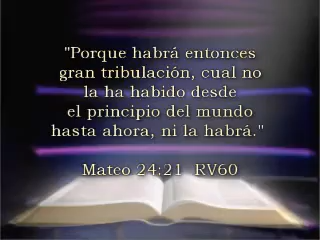 "Porque habrá entonces
gran tribulación, cual no
la ha habido desde
el principio del mundo
hasta ahora, ni la habrá."
Mateo 24:21 RV60